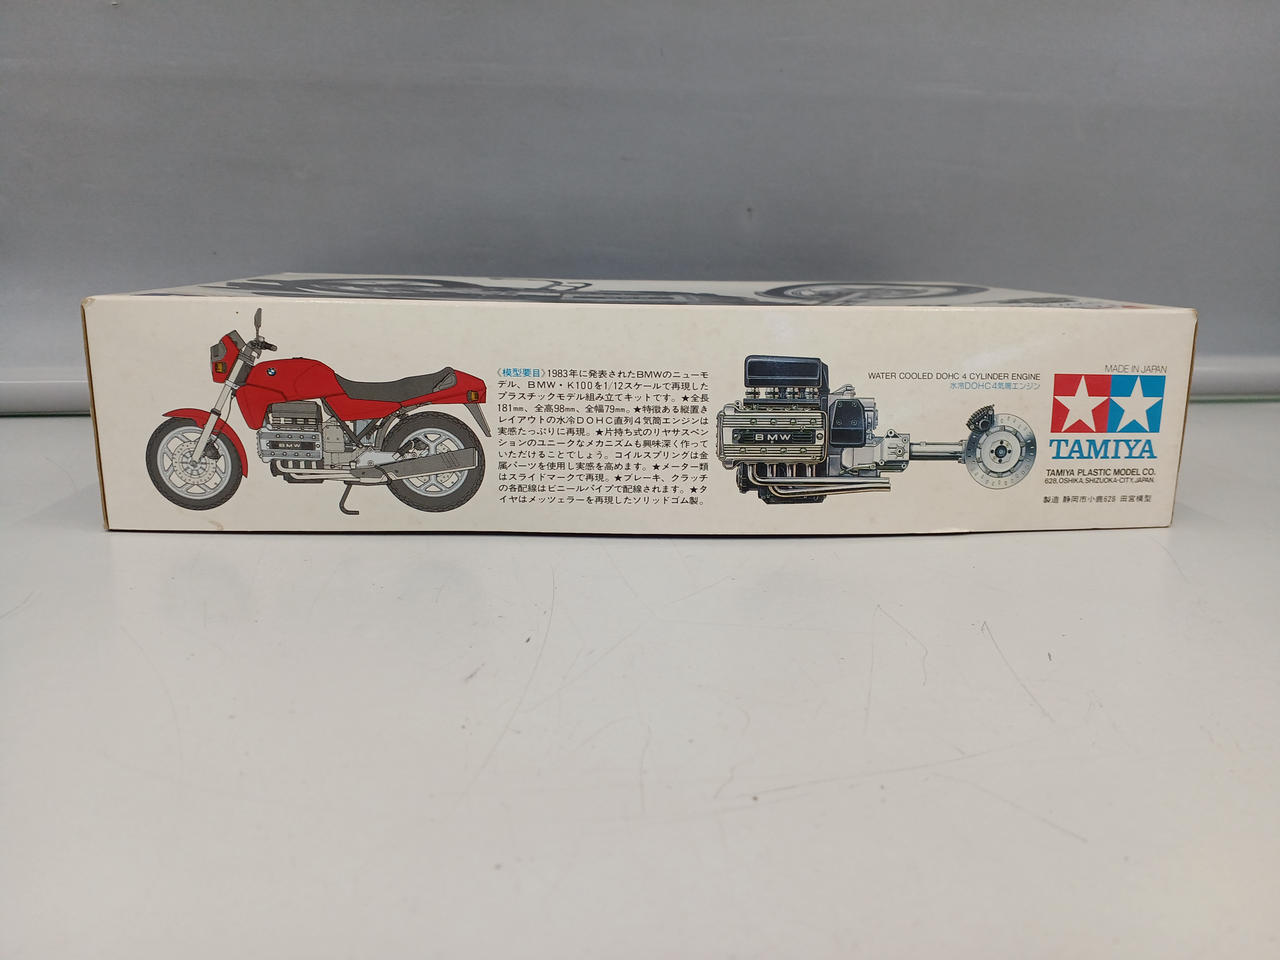 《模型要目》1983年に発表されたBMWのニューモ
デル、BMW・K100を1/12スケールで再現した
プラスチックモデル組み立てキットです。★全長
181mm、全高98mm、全幅79mm。★特徴ある縦置き
レイアウトの水冷DOHC直列4気筒エンジンは
実感たっぷりに再現。★片持ち式のリヤサスペン
ションのユニークなメカニズムも興味深く作って
いただけることでしょう。コイルスプリングは金
属パーツを使用し実感を高めます。★メーター類
はスライドマークで再現。★ブレーキ、クラッチ
の各配線はビニールパイプで配線されます。★タ
イヤはメッツェラーを再現したソリッドゴム製。
BMW
BMW
WATER COOLED DOHC 4 CYLINDER ENGINE
水冷DOHC4気筒エンジン
MADE IN JAPAN
TAMIYA
TAMIYA PLASTIC MODEL CO.
628, OSHIKA, SHIZUOKA-CITY, JAPAN.
製造 静岡市小鹿628 田宮模型